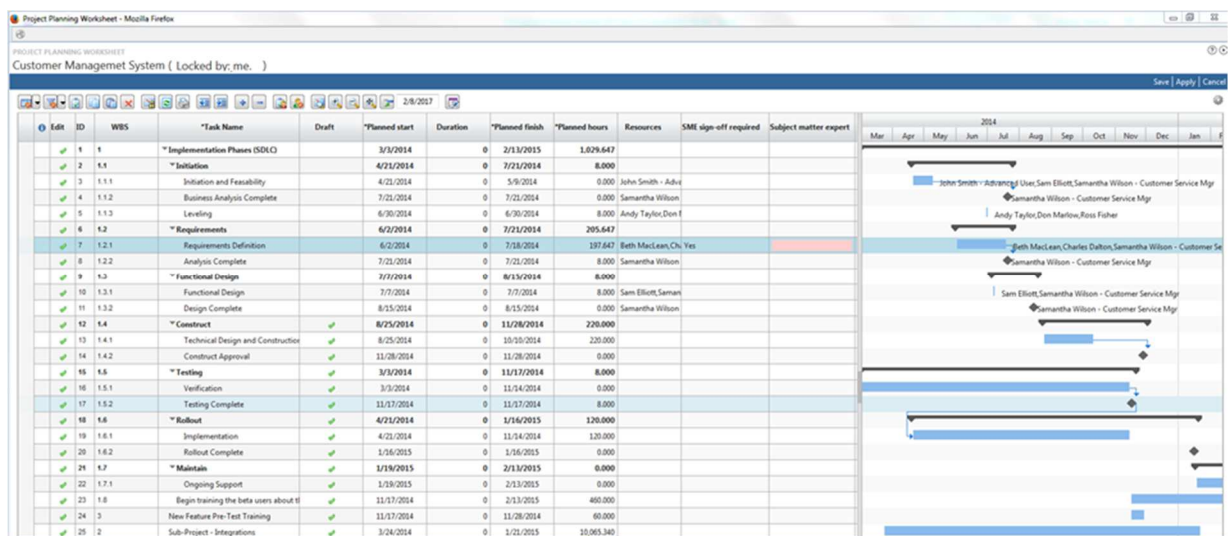 Project Planning Worksheet - Mozilla Firefox
PROJECT PLANNING WORKSHEET
Customer Managemet System ( Locked by: me. )
Save | Apply | Cancel
2/8/2017
Edit ID WBS *Task Name Draft *Planned start Duration *Planned finish *Planned hours Resources SME sign-off required Subject matter expert
2014
Mar Apr May Jun Jul Aug Sep Oct Nov Dec Jan F
1 1 Implementation Phases (SDLC) 3/3/2014 0 2/13/2015 1,029.647
2 1.1 Initiation 4/21/2014 0 7/21/2014 8.000
3 1.1.1 Initiation and Feasability 4/21/2014 0 5/9/2014 0.000 John Smith - Adva John Smith - Advanced User,Sam Elliott,Samantha Wilson - Customer Service Mgr
4 1.1.2 Business Analysis Complete 7/21/2014 0 7/21/2014 0.000 Samantha Wilson Samantha Wilson - Customer Service Mgr
5 1.1.3 Leveling 6/30/2014 0 6/30/2014 8.000 Andy Taylor,Don M Andy Taylor,Don Marlow,Ross Fisher
6 1.2 Requirements 6/2/2014 0 7/21/2014 205.647
7 1.2.1 Requirements Definition 6/2/2014 0 7/18/2014 197.647 Beth MacLean,Ch Yes Beth MacLean,Charles Dalton,Samantha Wilson - Customer Se
8 1.2.2 Analysis Complete 7/21/2014 0 7/21/2014 8.000 Samantha Wilson Samantha Wilson - Customer Service Mgr
9 1.3 Functional Design 7/7/2014 0 8/15/2014 8.000
10 1.3.1 Functional Design 7/7/2014 0 7/7/2014 8.000 Sam Elliott,Saman Sam Elliott,Samantha Wilson - Customer Service Mgr
11 1.3.2 Design Complete 8/15/2014 0 8/15/2014 0.000 Samantha Wilson Samantha Wilson - Customer Service Mgr
12 1.4 Construct 8/25/2014 0 11/28/2014 220.000
13 1.4.1 Technical Design and Construction 8/25/2014 0 10/10/2014 220.000
14 1.4.2 Construct Approval 11/28/2014 0 11/28/2014 0.000
15 1.5 Testing 3/3/2014 0 11/17/2014 8.000
16 1.5.1 Verification 3/3/2014 0 11/14/2014 0.000
17 1.5.2 Testing Complete 11/17/2014 0 11/17/2014 8.000
18 1.6 Rollout 4/21/2014 0 1/16/2015 120.000
19 1.6.1 Implementation 4/21/2014 0 11/14/2014 120.000
20 1.6.2 Rollout Complete 1/16/2015 0 1/16/2015 0.000
21 1.7 Maintain 1/19/2015 0 2/13/2015 0.000
22 1.7.1 Ongoing Support 1/19/2015 0 2/13/2015 0.000
23 1.8 Begin training the beta users about th 11/17/2014 0 2/13/2015 460.000
24 3 New Feature Pre-Test Training 11/17/2014 0 11/28/2014 60.000
25 2 Sub-Project - Integrations 3/24/2014 0 1/21/2015 10,065.340